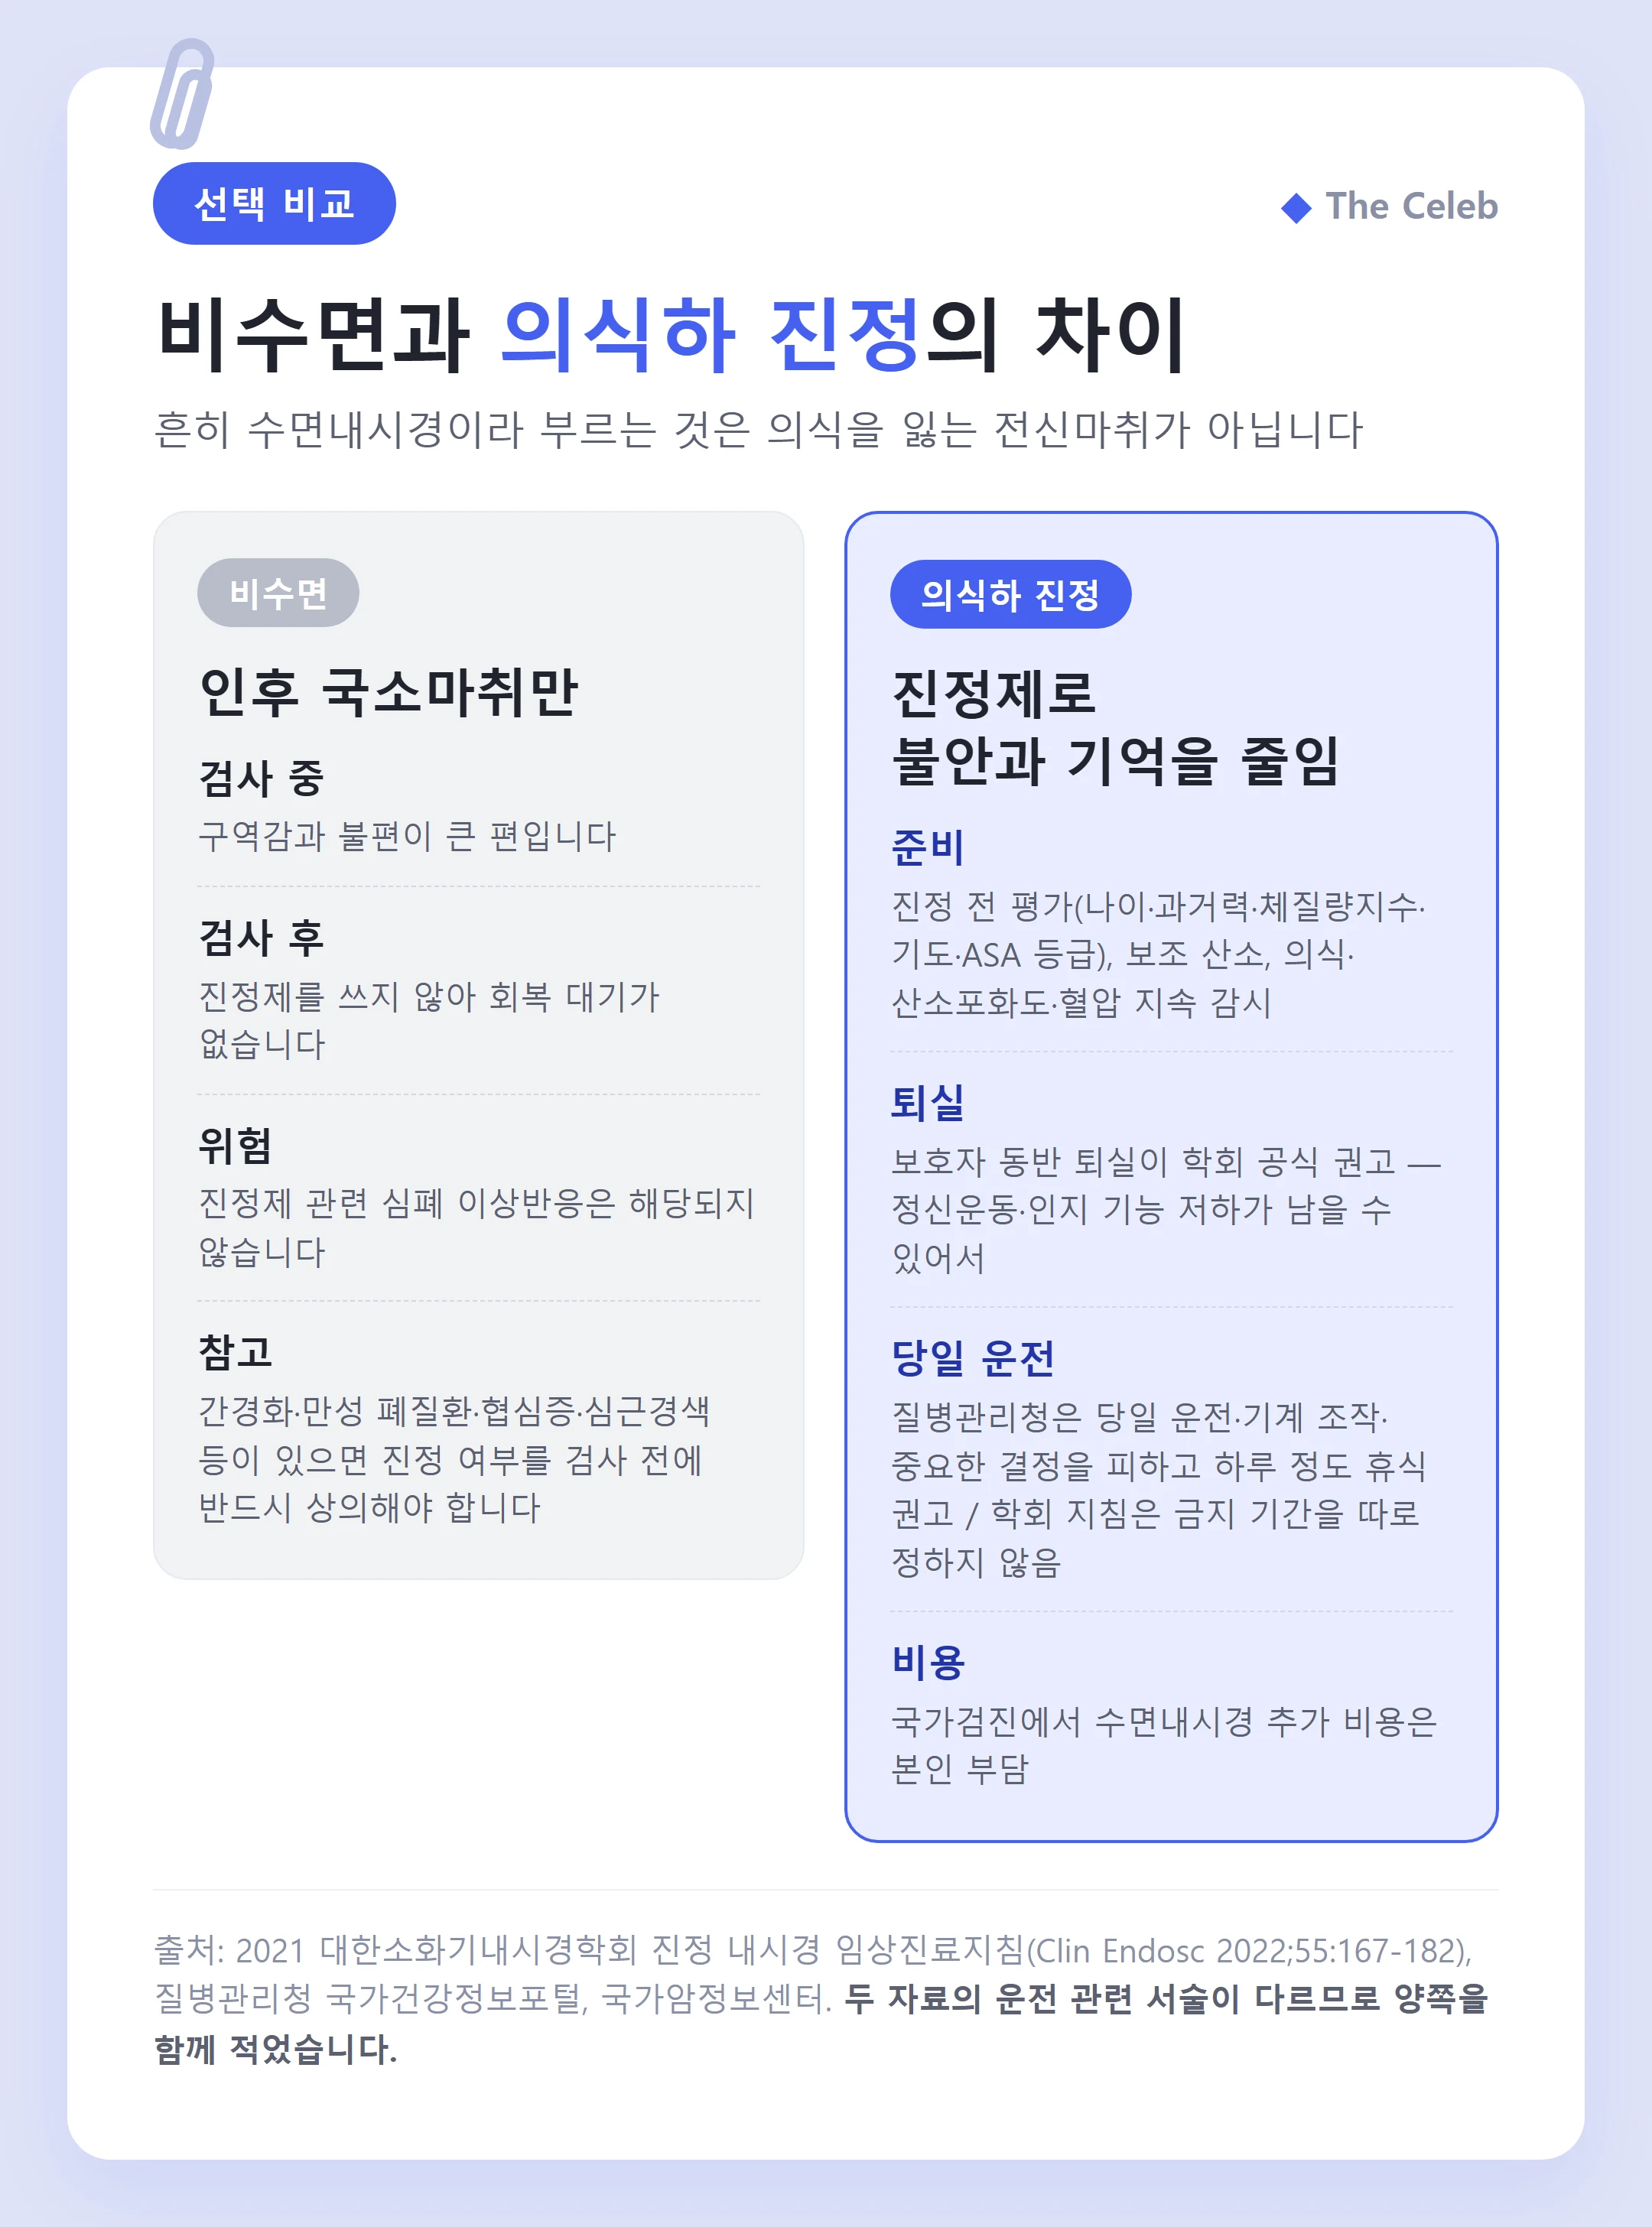 선택 비교
◆ The Celeb
비수면과 의식하 진정의 차이
흔히 수면내시경이라 부르는 것은 의식을 잃는 전신마취가 아닙니다
비수면
인후 국소마취만
검사 중
구역감과 불편이 큰 편입니다
검사 후
진정제를 쓰지 않아 회복 대기가
없습니다
위험
진정제 관련 심폐 이상반응은 해당되지
않습니다
참고
간경화·만성 폐질환·협심증·심근경색
등이 있으면 진정 여부를 검사 전에
반드시 상의해야 합니다
의식하 진정
진정제로
불안과 기억을 줄임
준비
진정 전 평가(나이·과거력·체질량지수·
기도·ASA 등급), 보조 산소, 의식·
산소포화도·혈압 지속 감시
퇴실
보호자 동반 퇴실이 학회 공식 권고 —
정신운동·인지 기능 저하가 남을 수
있어서
당일 운전
질병관리청은 당일 운전·기계 조작·
중요한 결정을 피하고 하루 정도 휴식
권고 / 학회 지침은 금지 기간을 따로
정하지 않음
비용
국가검진에서 수면내시경 추가 비용은
본인 부담
출처: 2021 대한소화기내시경학회 진정 내시경 임상진료지침(Clin Endosc 2022;55:167-182),
질병관리청 국가건강정보포털, 국가암정보센터. 두 자료의 운전 관련 서술이 다르므로 양쪽을
함께 적었습니다.